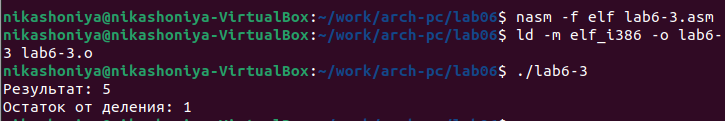 nikashoniya@nikashoniya-VirtualBox:~/work/arch-pc/lab06$ nasm -f elf lab6-3.asm
nikashoniya@nikashoniya-VirtualBox:~/work/arch-pc/lab06$ ld -m elf_i386 -o lab6-
3 lab6-3.o
nikashoniya@nikashoniya-VirtualBox:~/work/arch-pc/lab06$ ./lab6-3
Результат: 5
Остаток от деления: 1